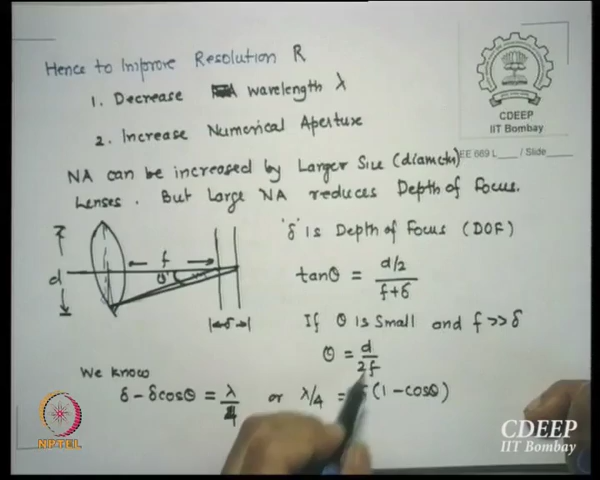 Hence to Improve Resolution R
1. Decrease wavelength λ
2. Increase Numerical Aperture
NA can be increased by Larger Size (diameter)
Lenses. But Large NA reduces Depth of Focus.
'δ' is Depth of Focus (DOF)
d
f
θ
|←δ→|
tanθ = d/2 / f+δ
If θ is Small and f >> δ
θ = d / 2f
We know
δ - δcosθ = λ/4 or λ/4 = (1 - cosθ)
CDEEP
IIT Bombay
EE 669 L___ / Slide___
NPTEL
CDEEP
IIT Bombay